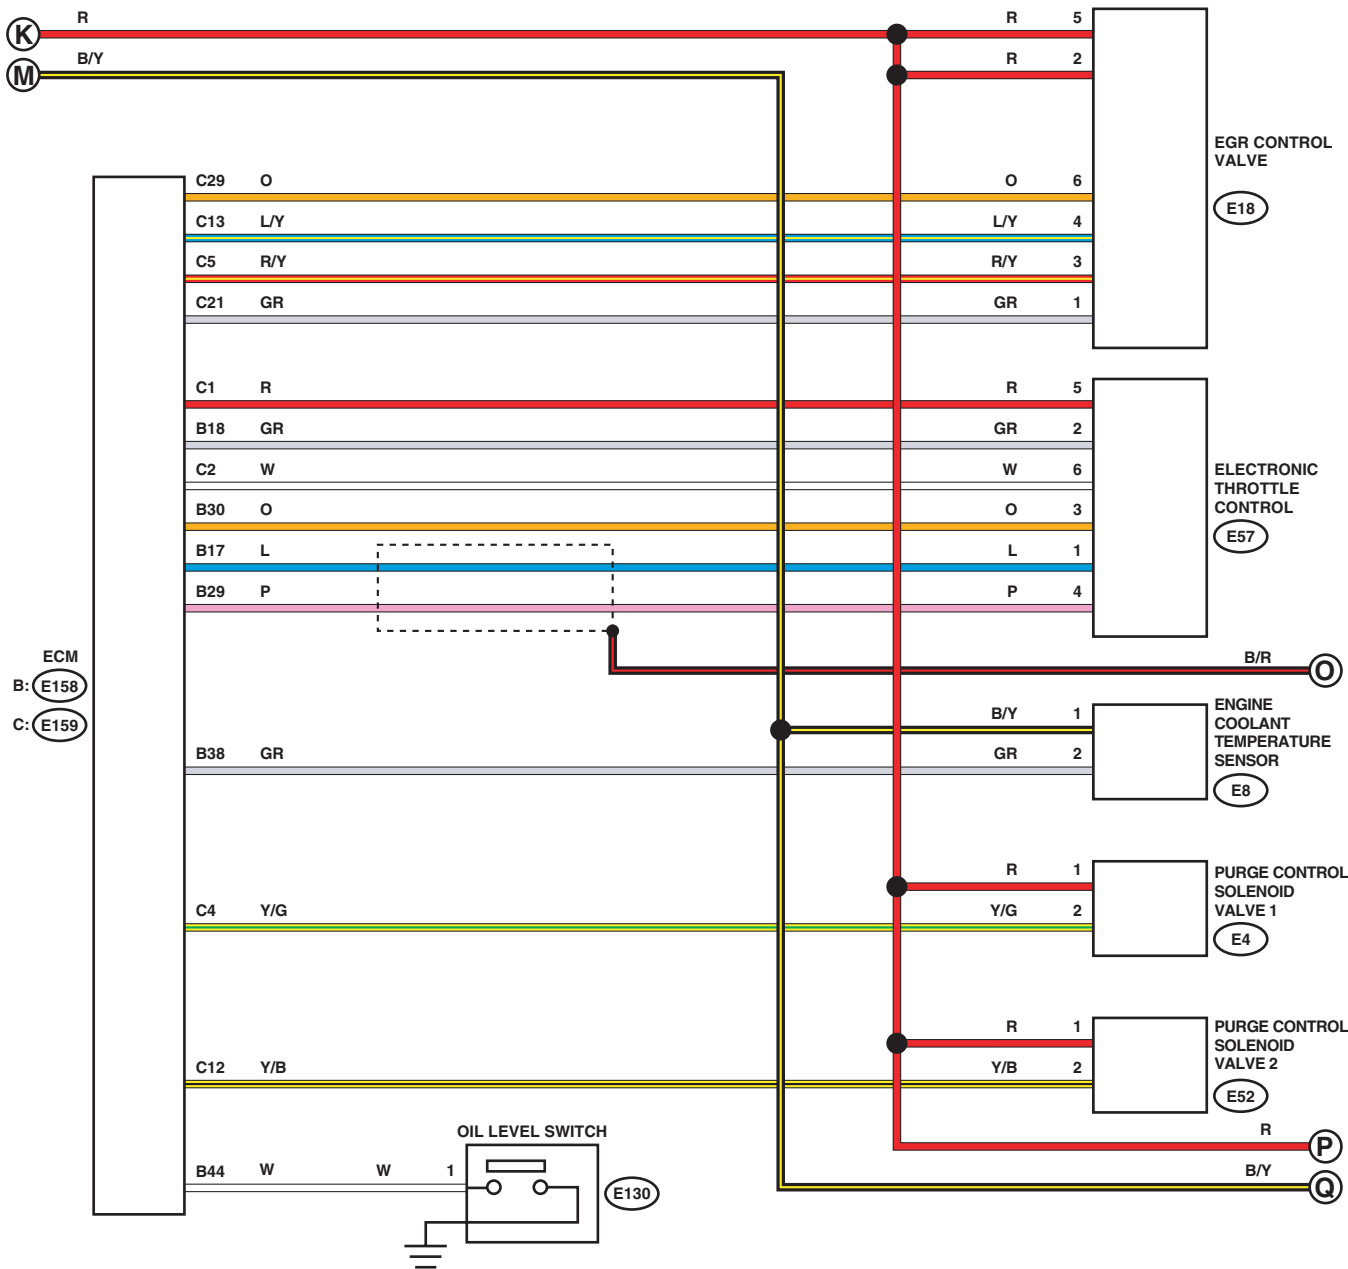 K R R 5
M B/Y R 2
EGR CONTROL
VALVE
E18
C29 O O 6
C13 L/Y L/Y 4
C5 R/Y R/Y 3
C21 GR GR 1
C1 R R 5
B18 GR GR 2
C2 W W 6
B30 O O 3
B17 L L 1
B29 P P 4
ELECTRONIC
THROTTLE
CONTROL
E57
ECM
B: E158
C: E159
B/R O
B/Y 1
B38 GR GR 2
ENGINE
COOLANT
TEMPERATURE
SENSOR
E8
R 1
C4 Y/G Y/G 2
PURGE CONTROL
SOLENOID
VALVE 1
E4
R 1
C12 Y/B Y/B 2
PURGE CONTROL
SOLENOID
VALVE 2
E52
R P
B/Y Q
OIL LEVEL SWITCH
B44 W W 1
E130